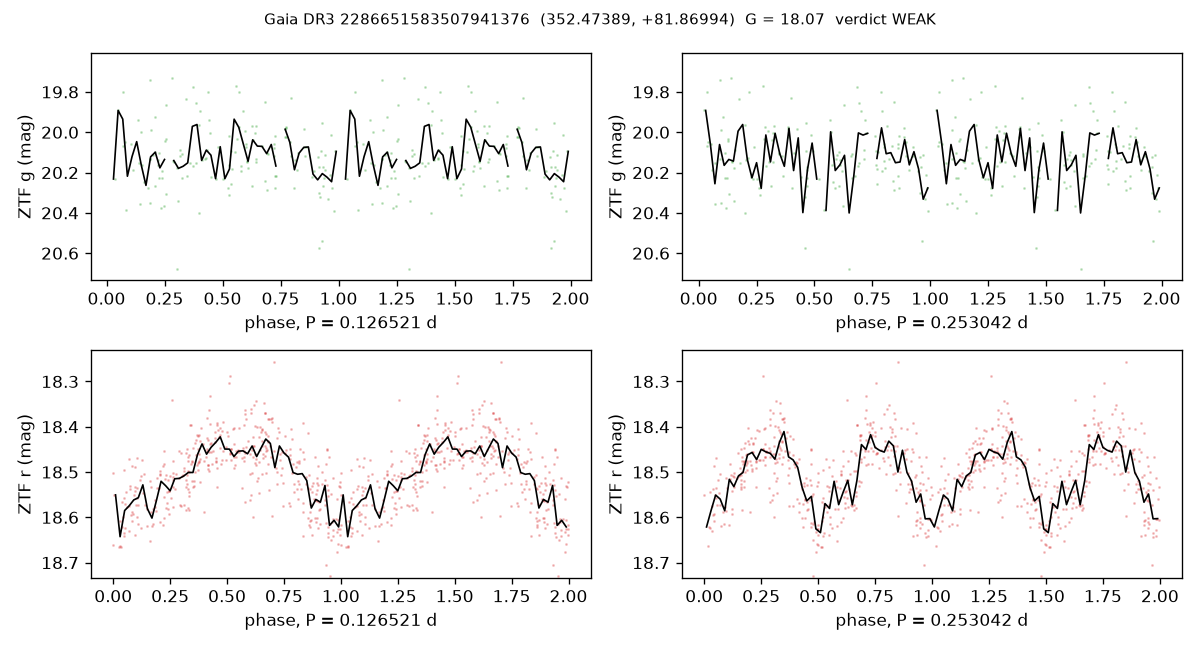 Gaia DR3 2286651583507941376 (352.47389, +81.86994) G = 18.07 verdict WEAK
ZTF g (mag)
19.8
20.0
20.2
20.4
20.6
0.00 0.25 0.50 0.75 1.00 1.25 1.50 1.75 2.00
phase, P = 0.126521 d
ZTF g (mag)
19.8
20.0
20.2
20.4
20.6
0.00 0.25 0.50 0.75 1.00 1.25 1.50 1.75 2.00
phase, P = 0.253042 d
ZTF r (mag)
18.3
18.4
18.5
18.6
18.7
0.00 0.25 0.50 0.75 1.00 1.25 1.50 1.75 2.00
phase, P = 0.126521 d
ZTF r (mag)
18.3
18.4
18.5
18.6
18.7
0.00 0.25 0.50 0.75 1.00 1.25 1.50 1.75 2.00
phase, P = 0.253042 d